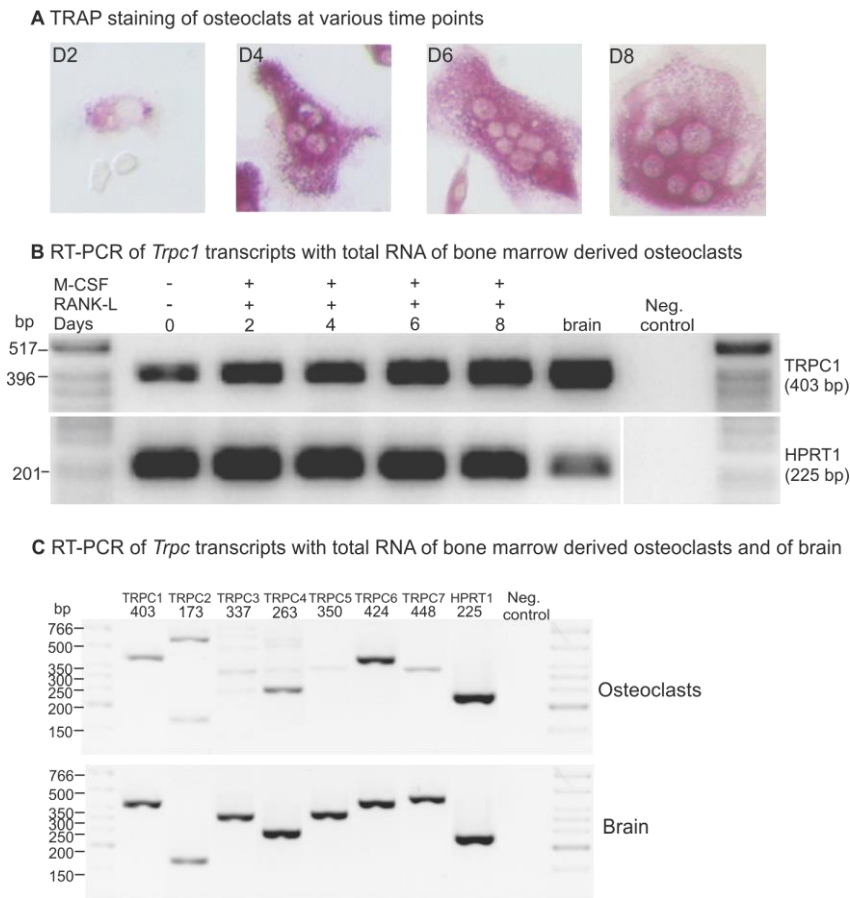 A TRAP staining of osteoclats at various time points
D2 D4 D6 D8
B RT-PCR of Trpc1 transcripts with total RNA of bone marrow derived osteoclasts
M-CSF - + + + +
RANK-L - + + + + Neg.
bp Days 0 2 4 6 8 brain control
517
396
TRPC1
(403 bp)
201
HPRT1
(225 bp)
C RT-PCR of Trpc transcripts with total RNA of bone marrow derived osteoclasts and of brain
TRPC1 TRPC2 TRPC3 TRPC4 TRPC5 TRPC6 TRPC7 HPRT1 Neg.
bp 403 173 337 263 350 424 448 225 control
766
500
350
300
250
200
150
Osteoclasts
766
500
350
300
250
200
150
Brain